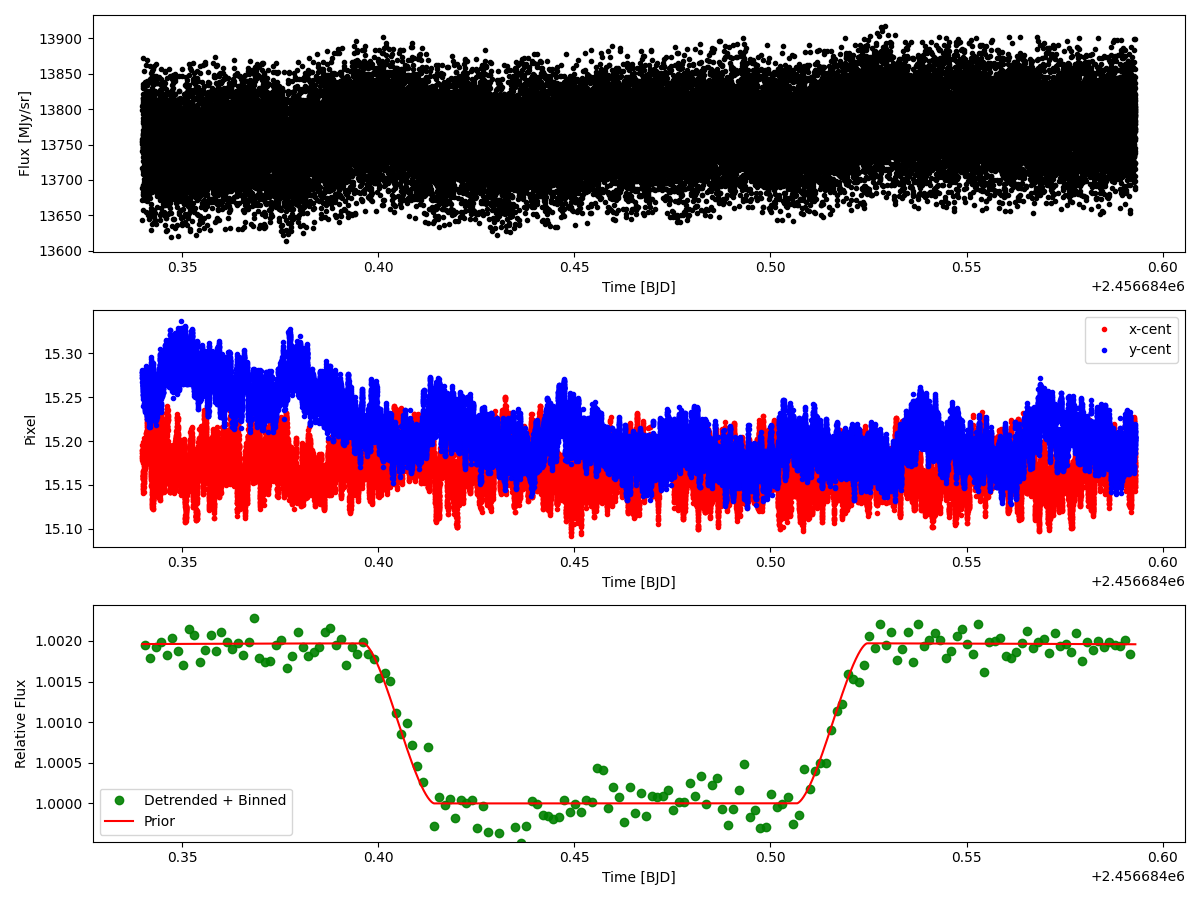 13900
13850
13800
13750
13700
13650
13600
Flux [MJy/sr]
0.35 0.40 0.45 0.50 0.55 0.60
Time [BJD]
+2.456684e6
x-cent
y-cent
15.30
15.25
15.20
15.15
15.10
Pixel
0.35 0.40 0.45 0.50 0.55 0.60
Time [BJD]
+2.456684e6
1.0020
1.0015
1.0010
1.0005
1.0000
Relative Flux
Detrended + Binned
Prior
0.35 0.40 0.45 0.50 0.55 0.60
Time [BJD]
+2.456684e6